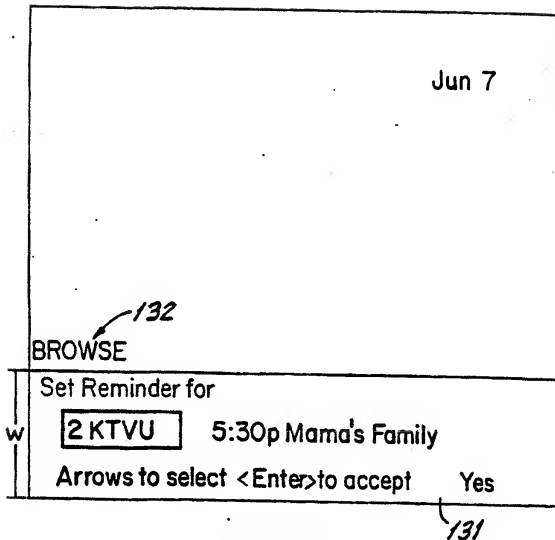 Jun 7
132
BROWSE
Set Reminder for
W
2 KTVU 5:30p Mama's Family
Arrows to select <Enter>to accept Yes
131